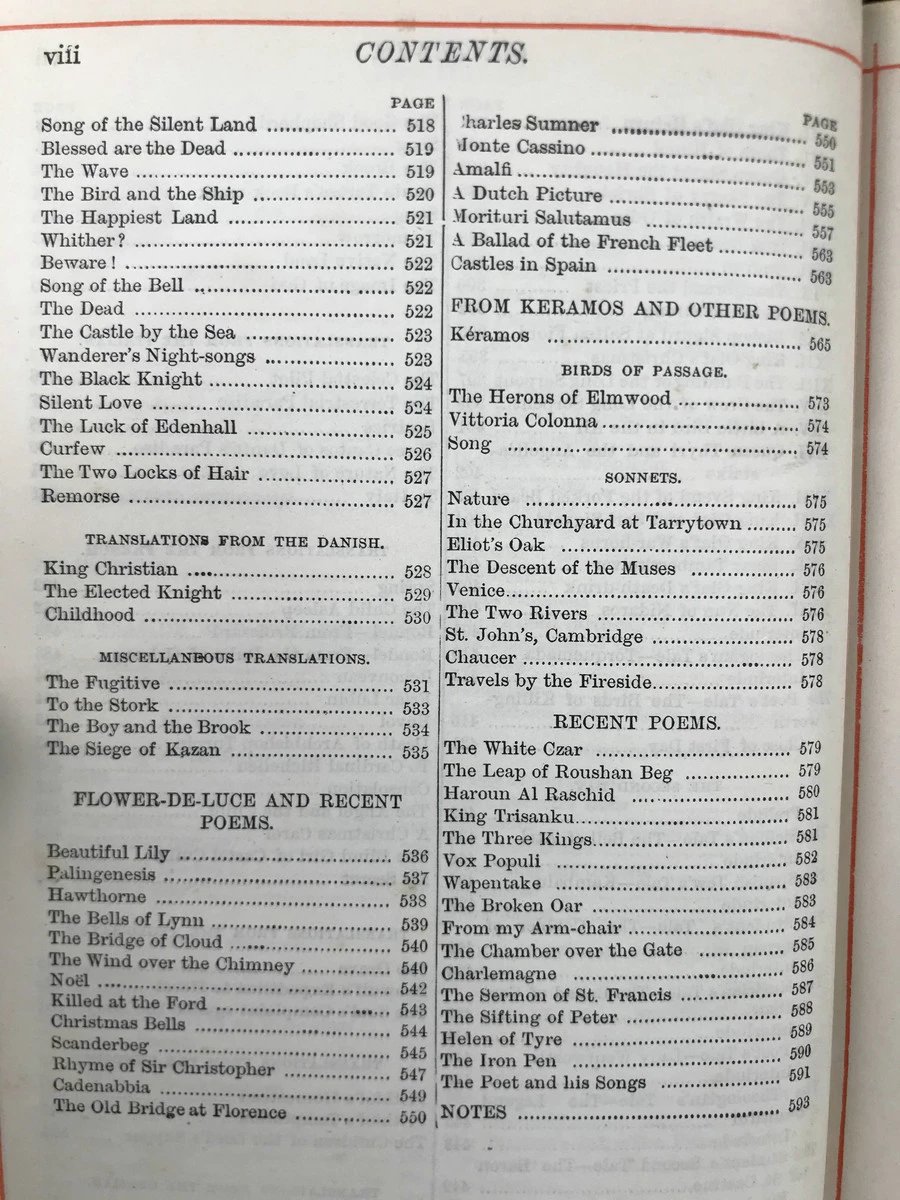 viii CONTENTS.
PAGE
Song of the Silent Land ..................... 518
Blessed are the Dead .......................... 519
The Wave ........................................ 519
The Bird and the Ship ....................... 520
The Happiest Land ........................... 521
Whither? ......................................... 521
Beware! .......................................... 522
Song of the Bell ................................ 522
The Dead ........................................ 522
The Castle by the Sea ........................ 523
Wanderer's Night-songs ..................... 523
The Black Knight .............................. 524
Silent Love ...................................... 524
The Luck of Edenhall ........................ 525
Curfew ............................................ 526
The Two Locks of Hair ...................... 527
Remorse .......................................... 527
TRANSLATIONS FROM THE DANISH.
King Christian .................................. 528
The Elected Knight ........................... 529
Childhood ....................................... 530
MISCELLANEOUS TRANSLATIONS.
The Fugitive .................................... 531
To the Stork .................................... 533
The Boy and the Brook ..................... 534
The Siege of Kazan ........................... 535
FLOWER-DE-LUCE AND RECENT
POEMS.
Beautiful Lily ................................... 536
Palingenesis ..................................... 537
Hawthorne ...................................... 538
The Bells of Lynn ............................. 539
The Bridge of Cloud .......................... 540
The Wind over the Chimney .............. 540
Noël ............................................... 542
Killed at the Ford ............................. 543
Christmas Bells ................................ 544
Scanderbeg ...................................... 545
Rhyme of Sir Christopher .................. 547
Cadenabbia ...................................... 549
The Old Bridge at Florence ................ 550
PAGE
Charles Sumner ................................ 550
Monte Cassino .................................. 551
Amalfi ............................................. 553
A Dutch Picture ................................ 555
Morituri Salutamus ........................... 557
A Ballad of the French Fleet ............... 563
Castles in Spain ................................ 563
FROM KERAMOS AND OTHER POEMS.
Kéramos .......................................... 565
BIRDS OF PASSAGE.
The Herons of Elmwood .................... 573
Vittoria Colonna ............................... 574
Song ............................................... 574
SONNETS.
Nature ............................................. 575
In the Churchyard at Tarrytown ......... 575
Eliot's Oak ....................................... 575
The Descent of the Muses .................. 576
Venice ............................................. 576
The Two Rivers ................................. 576
St. John's, Cambridge ........................ 578
Chaucer ........................................... 578
Travels by the Fireside ....................... 578
RECENT POEMS.
The White Czar ................................ 579
The Leap of Roushan Beg .................. 579
Haroun Al Raschid ............................ 580
King Trisanku ................................... 581
The Three Kings ................................ 581
Vox Populi ....................................... 582
Wapentake ....................................... 583
The Broken Oar ................................ 583
From my Arm-chair ........................... 584
The Chamber over the Gate ............... 585
Charlemagne .................................... 586
The Sermon of St. Francis .................. 587
The Sifting of Peter ........................... 588
Helen of Tyre ................................... 589
The Iron Pen .................................... 590
The Poet and his Songs ...................... 591
NOTES ............................................. 593